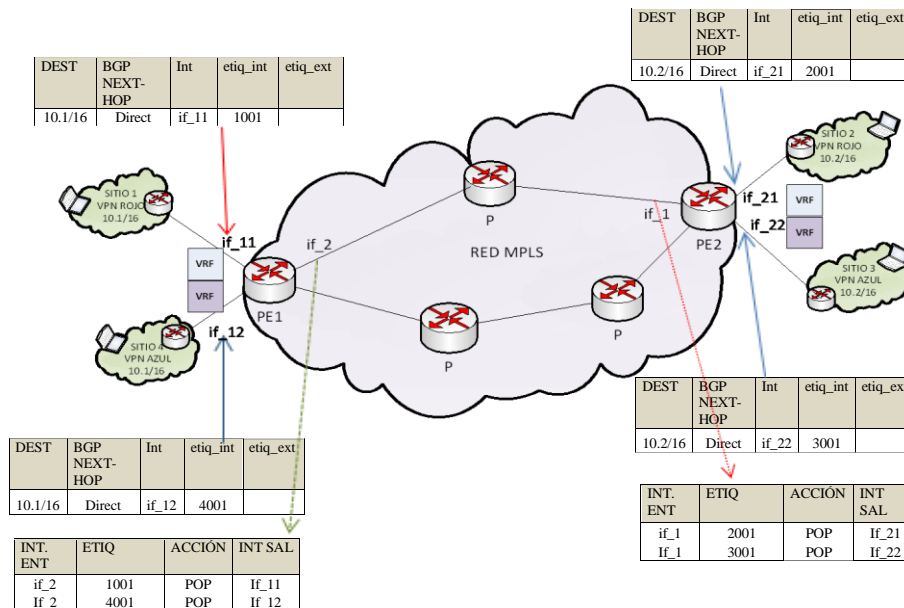 DEST BGP NEXT-HOP Int etiq_int etiq_ext
10.2/16 Direct if_21 2001
DEST BGP NEXT-HOP Int etiq_int etiq_ext
10.1/16 Direct if_11 1001
SITIO 1
VPN ROJO
10.1/16
SITIO 2
VPN ROJO
10.2/16
P
if_1
if_21
VRF
if_22
VRF
PE2
if_11
if_2
RED MPLS
VRF
VRF
PE1
SITIO 3
VPN AZUL
10.2/16
P
if_12
SITIO 4
VPN AZUL
10.1/16
P
DEST BGP NEXT-HOP Int etiq_int etiq_ext
10.2/16 Direct if_22 3001
DEST BGP NEXT-HOP Int etiq_int etiq_ext
10.1/16 Direct if_12 4001
INT. ENT ETIQ ACCIÓN INT SAL
if_1 2001 POP If_21
If_1 3001 POP If_22
INT. ENT ETIQ ACCIÓN INT SAL
if_2 1001 POP If_11
If_2 4001 POP If_12